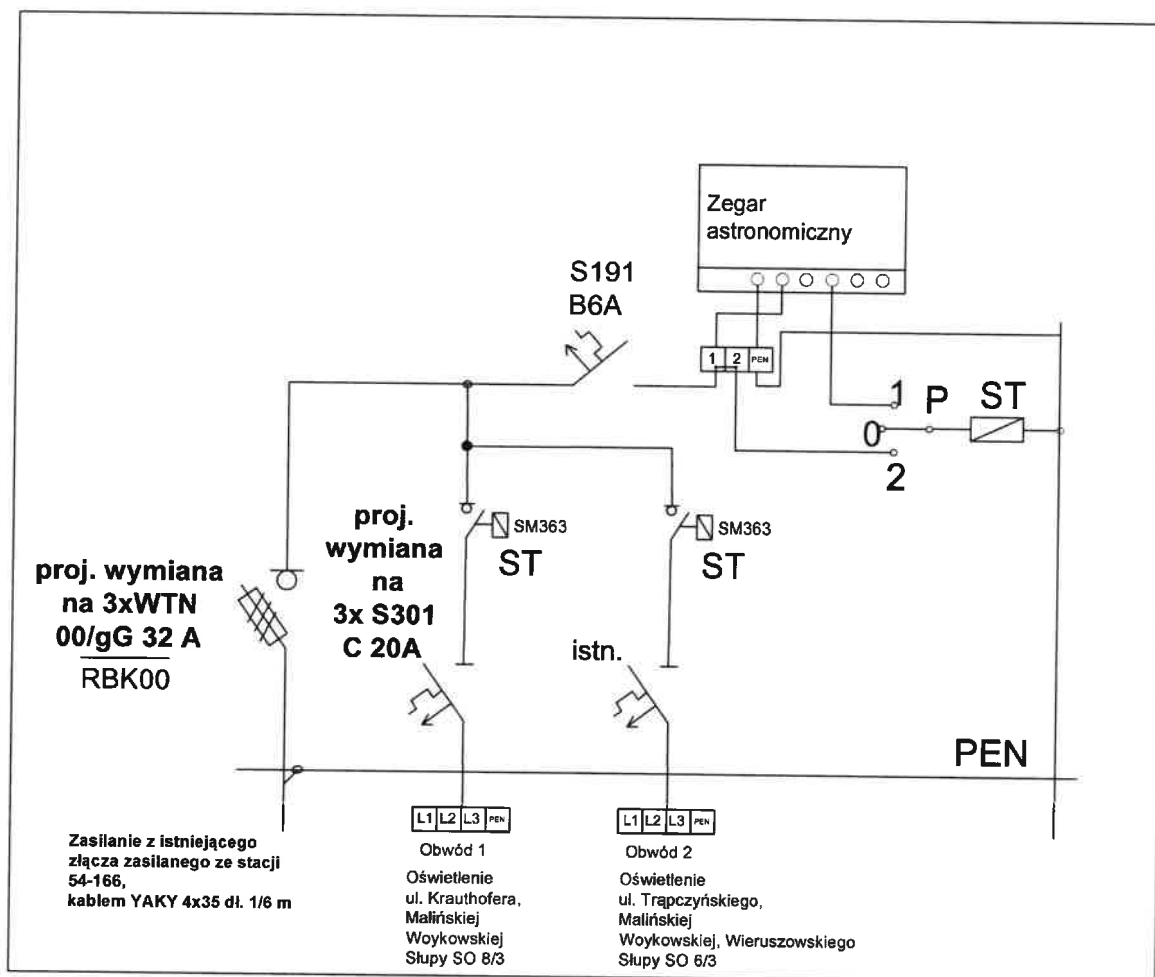 Zegar
astronomiczny
S191
B6A
1 2 PEN
1
P
ST
0
2
SM363
ST
SM363
ST
proj.
wymiana
na
3x S301
C 20A
proj. wymiana
na 3xWTN
00/gG 32 A
RBK00
istn.
PEN
L1 L2 L3 PEN
L1 L2 L3 PEN
Zasilanie z istniejącego
złącza zasilanego ze stacji
54-166,
kablem YAKY 4x35 dł. 1/6 m
Obwód 1
Oświetlenie
ul. Krauthofera,
Malińskiej
Woykowskiej
Słupy SO 8/3
Obwód 2
Oświetlenie
ul. Trąpczyńskiego,
Malińskiej
Woykowskiej, Wieruszowskiego
Słupy SO 6/3